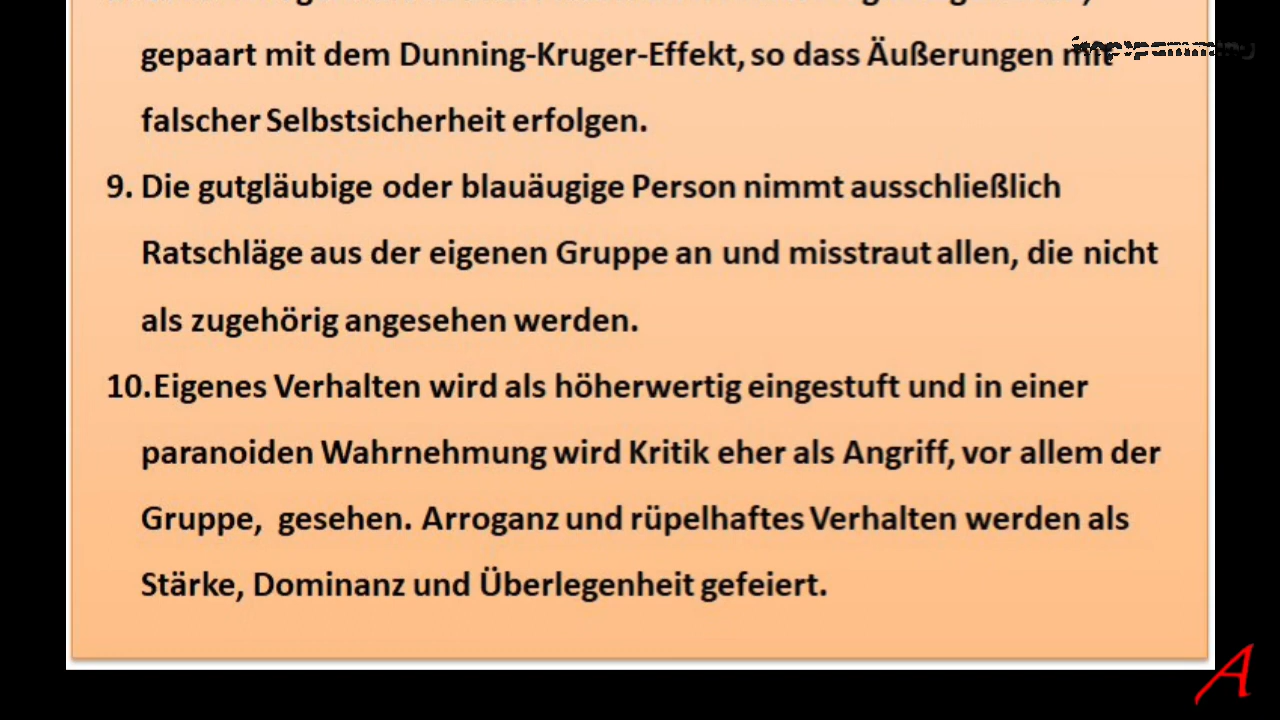 gepaart mit dem Dunning-Kruger-Effekt, so dass Äußerungen mit
falscher Selbstsicherheit erfolgen.
9. Die gutgläubige oder blauäugige Person nimmt ausschließlich
Ratschläge aus der eigenen Gruppe an und misstraut allen, die nicht
als zugehörig angesehen werden.
10.Eigenes Verhalten wird als höherwertig eingestuft und in einer
paranoiden Wahrnehmung wird Kritik eher als Angriff, vor allem der
Gruppe,  gesehen. Arroganz und rüpelhaftes Verhalten werden als
Stärke, Dominanz und Überlegenheit gefeiert.
A